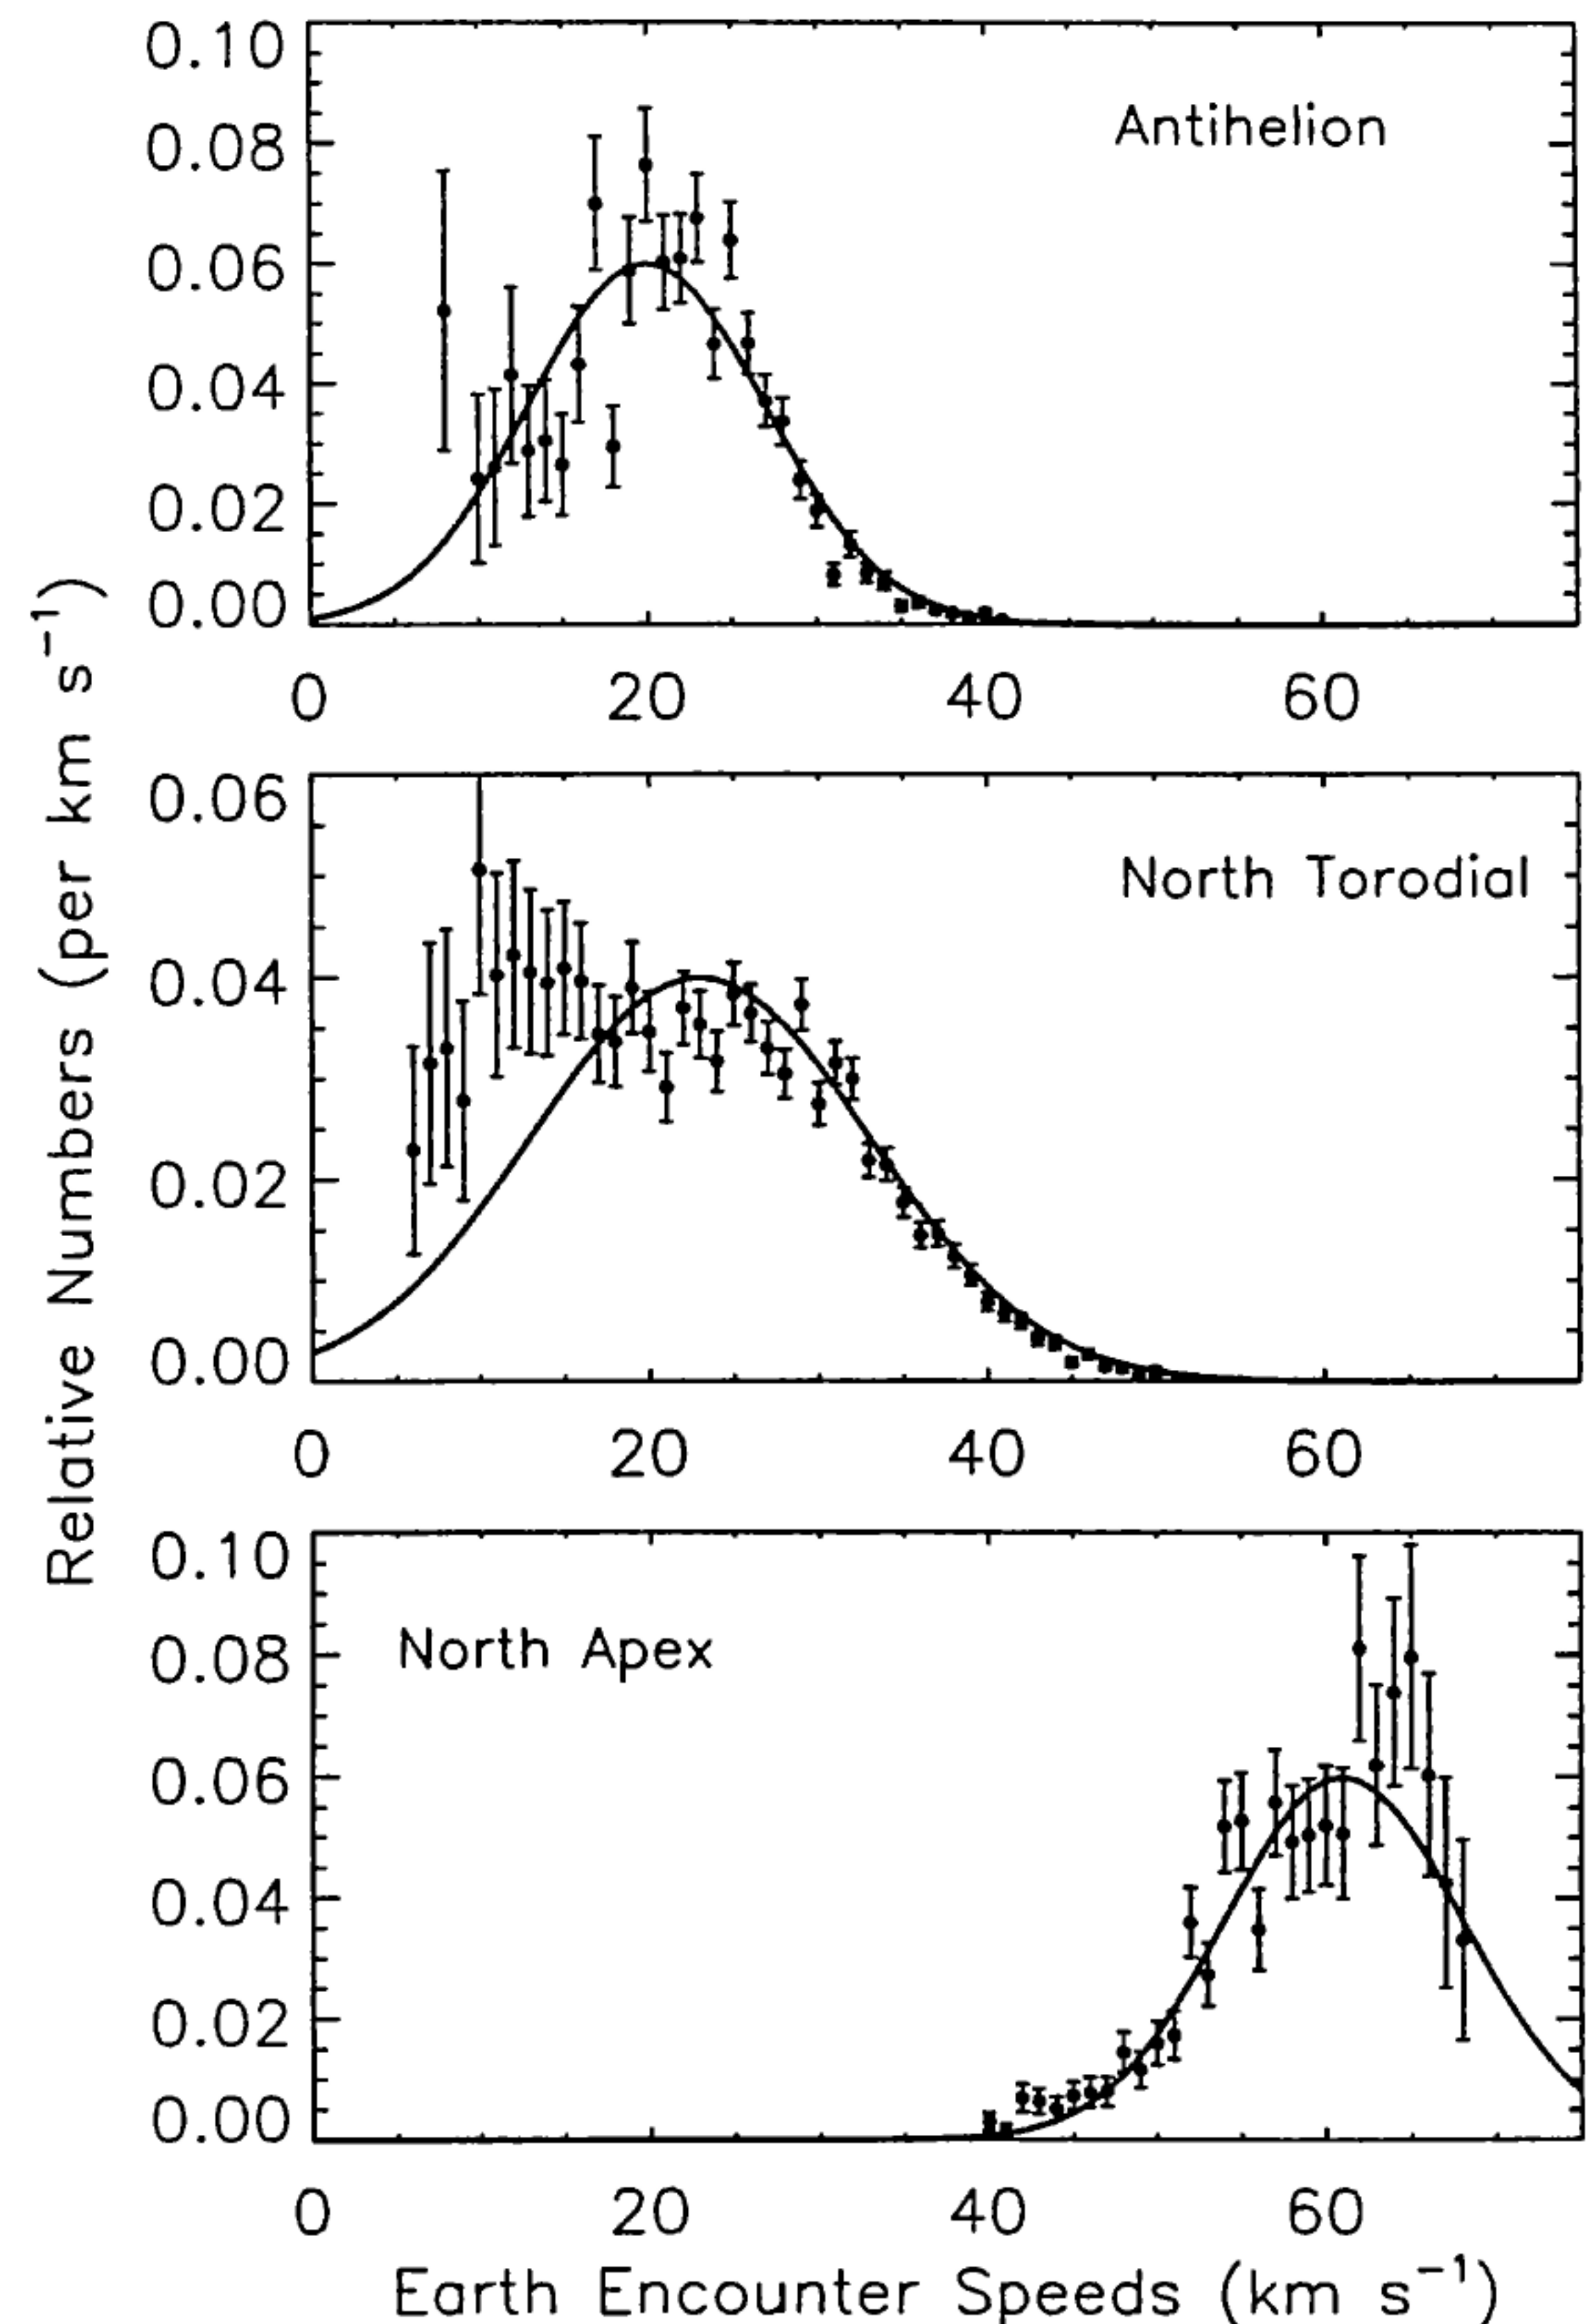 Relative Numbers (per km s⁻¹)
0.10
Antihelion
0.08
0.06
0.04
0.02
0.00
0 20 40 60
0.06
North Torodial
0.04
0.02
0.00
0 20 40 60
0.10
North Apex
0.08
0.06
0.04
0.02
0.00
0 20 40 60
Earth Encounter Speeds (km s⁻¹)